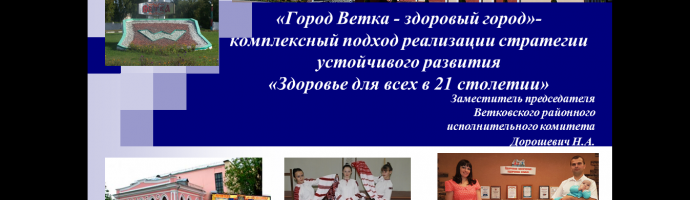 «Город Ветка - здоровый город»-
комплексный подход реализации стратегии
устойчивого развития
«Здоровье для всех в 21 столетии»
Заместитель председателя
Ветковского районного
исполнительного комитета
Дорошевич Н.А.